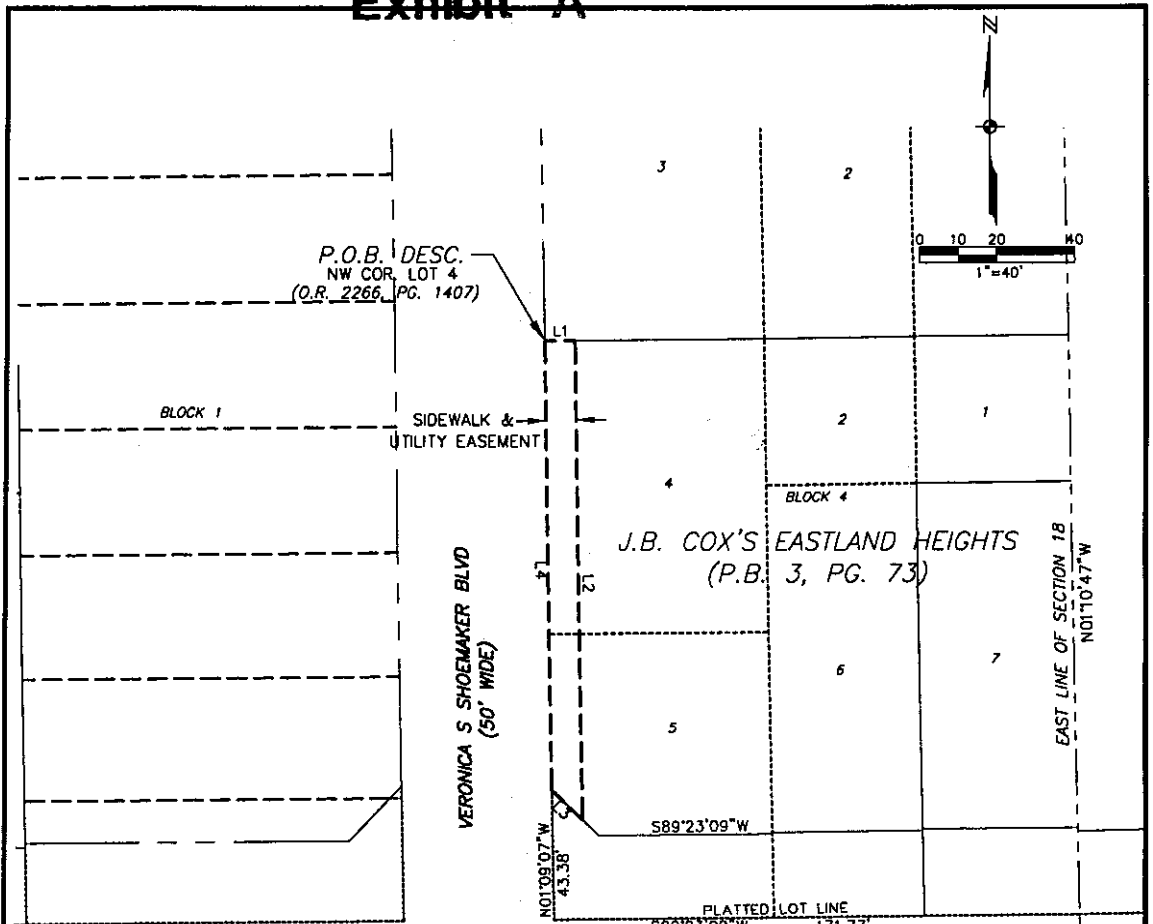 Exhibit A
N
3
2
0 10 20 40
1"=40'
P.O.B. DESC.
NW COR. LOT 4
(O.R. 2266, PG. 1407)
L1
BLOCK 1
SIDEWALK &
UTILITY EASEMENT
2
1
4
BLOCK 4
J.B. COX'S EASTLAND HEIGHTS
(P.B. 3, PG. 73)
L4
L2
VERONICA S SHOEMAKER BLVD
(50' WIDE)
EAST LINE OF SECTION 18
N01°10'47"W
6
7
5
L3
S89°23'09"W
N01°09'07"W
43.38'
PLATTED LOT LINE
171.77'